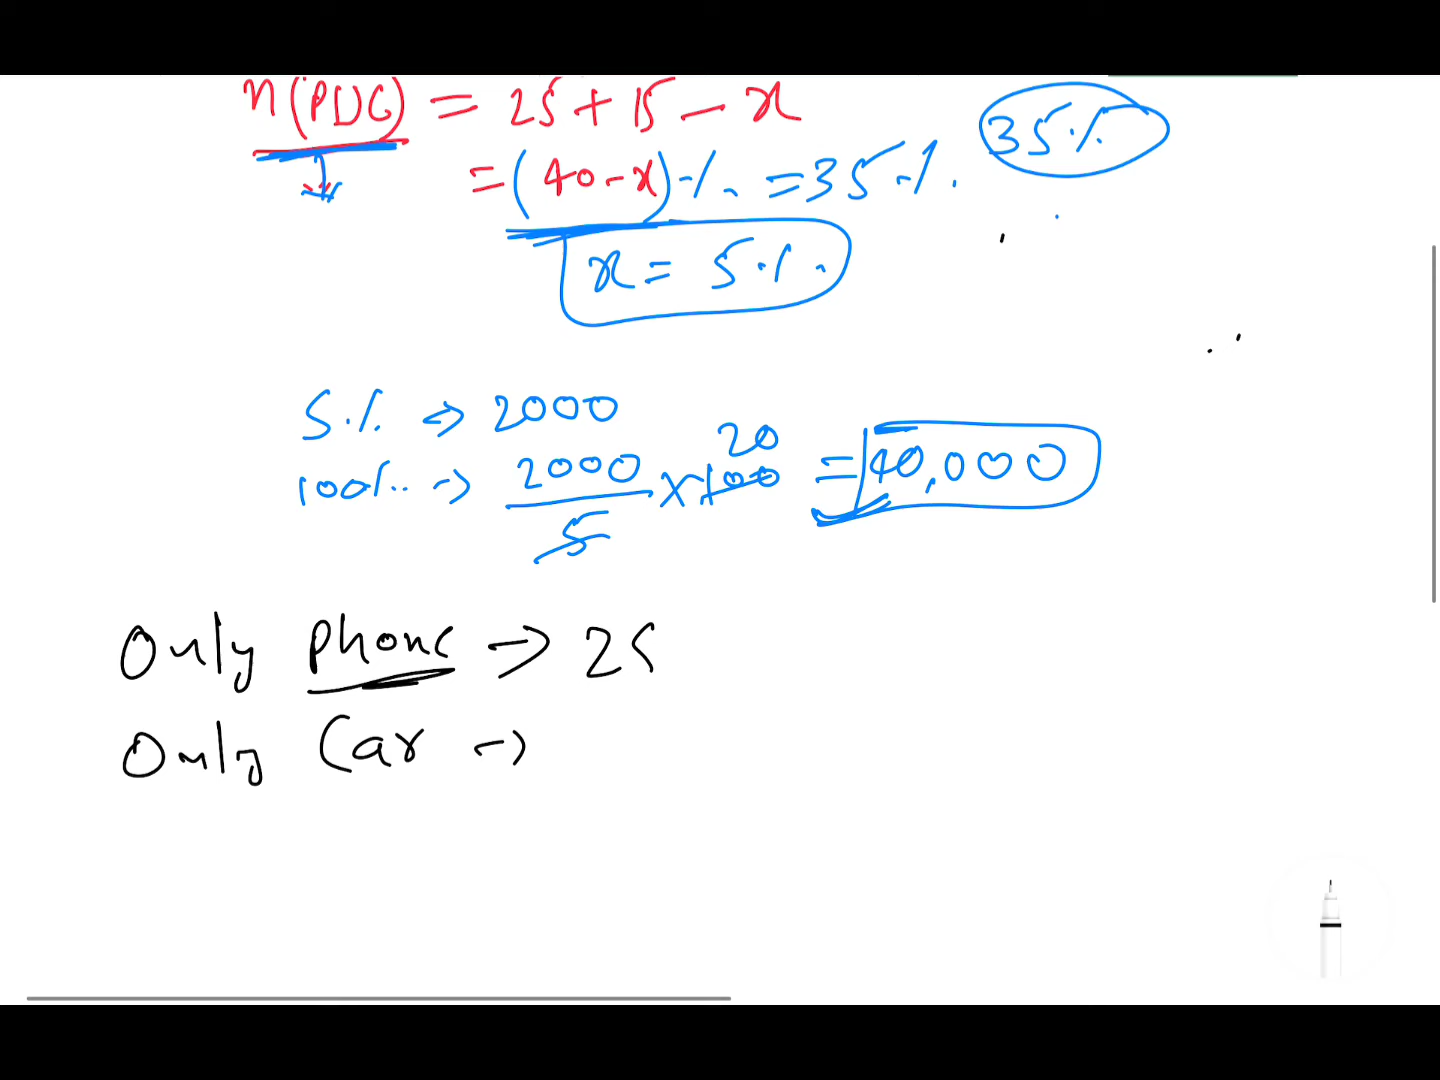 n(PUC) = 25 + 15 - x
35%
= (40 - x)% = 35%.
x = 5%.
5% -> 2000
100% -> 2000/5 x 100 20 = 40,000
Only phone -> 25
Only Car ->